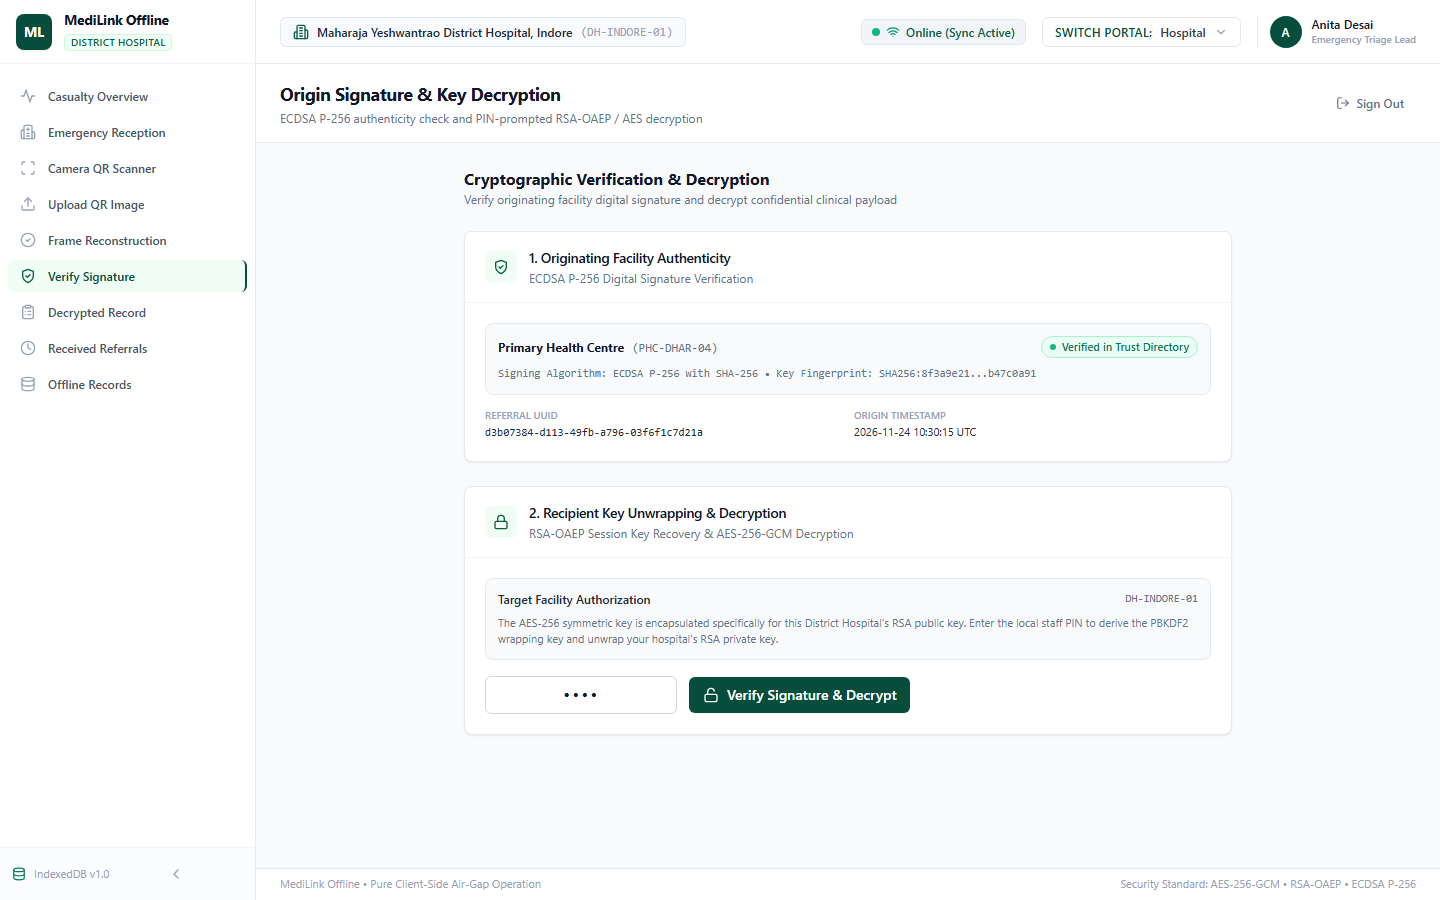 ML
MediLink Offline
DISTRICT HOSPITAL
Maharaja Yeshwantrao District Hospital, Indore (DH-INDORE-01)
Online (Sync Active)
SWITCH PORTAL: Hospital
A
Anita Desai
Emergency Triage Lead
Casualty Overview
Emergency Reception
Camera QR Scanner
Upload QR Image
Frame Reconstruction
Verify Signature
Decrypted Record
Received Referrals
Offline Records
IndexedDB v1.0
Origin Signature & Key Decryption
ECDSA P-256 authenticity check and PIN-prompted RSA-OAEP / AES decryption
Sign Out
Cryptographic Verification & Decryption
Verify originating facility digital signature and decrypt confidential clinical payload
1. Originating Facility Authenticity
ECDSA P-256 Digital Signature Verification
Primary Health Centre (PHC-DHAR-04)
Verified in Trust Directory
Signing Algorithm: ECDSA P-256 with SHA-256 • Key Fingerprint: SHA256:8f3a9e21...b47c0a91
REFERRAL UUID
d3b07384-d113-49fb-a796-03f6f1c7d21a
ORIGIN TIMESTAMP
2026-11-24 10:30:15 UTC
2. Recipient Key Unwrapping & Decryption
RSA-OAEP Session Key Recovery & AES-256-GCM Decryption
Target Facility Authorization
DH-INDORE-01
The AES-256 symmetric key is encapsulated specifically for this District Hospital's RSA public key. Enter the local staff PIN to derive the PBKDF2
wrapping key and unwrap your hospital's RSA private key.
••••
Verify Signature & Decrypt
MediLink Offline • Pure Client-Side Air-Gap Operation
Security Standard: AES-256-GCM • RSA-OAEP • ECDSA P-256